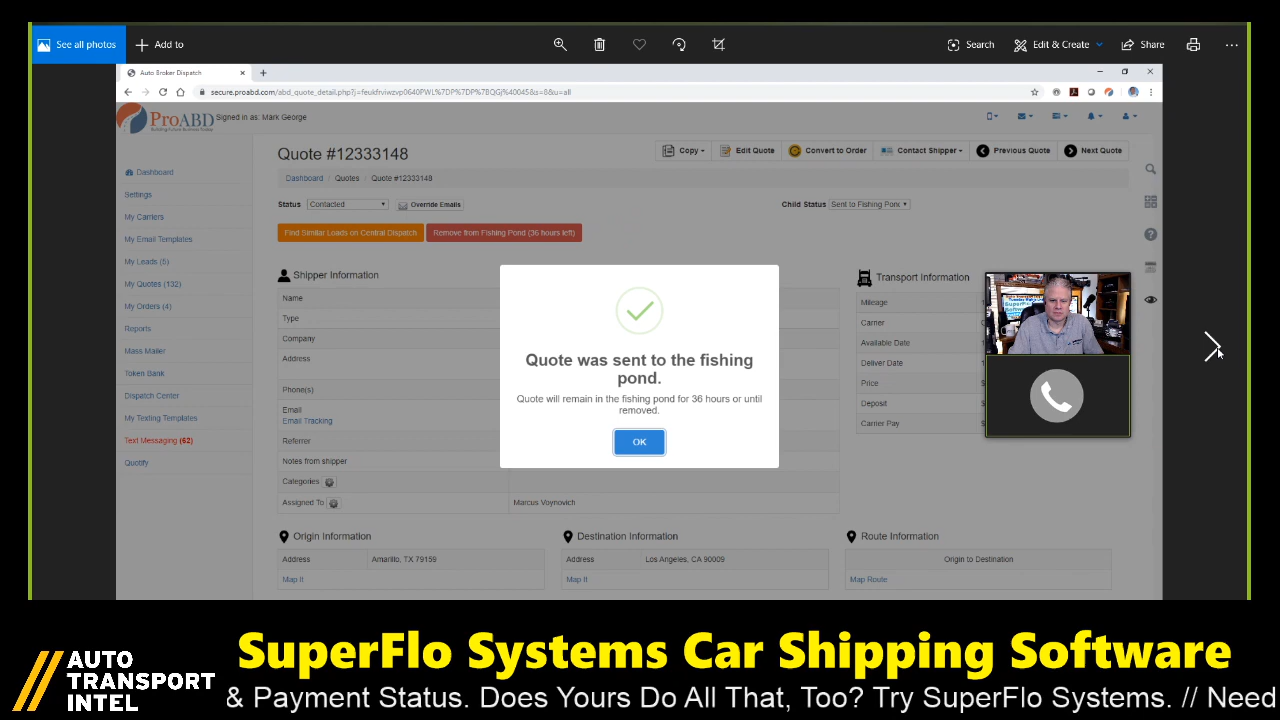 See all photos
Add to
Search
Edit & Create
Share
Auto Broker Dispatch
ProABD
Signed in as: Mark George
Quote #12333148
Copy
Edit Quote
Convert to Order
Contact Shipper
Previous Quote
Next Quote
Dashboard / Quotes / Quote #12333148
Status
Contacted
Override Emails
Child Status
Find Similar Loads on Central Dispatch
Remove from Fishing Pond (36 hours left)
Dashboard
Settings
My Carriers
My Email Templates
My Leads (5)
My Quotes (132)
My Orders (4)
Reports
Mass Mailer
Token Bank
Dispatch Center
My Texting Templates
Text Messaging (62)
Quotify
Shipper Information
Name
Type
Company
Address
Phone(s)
Email
Email Tracking
Referrer
Notes from shipper
Categories
Assigned To
Marcus Voynovich
Quote was sent to the fishing
pond.
Quote will remain in the fishing pond for 36 hours or until
removed.
OK
Transport Information
Mileage
Carrier
Available Date
Deliver Date
Price
Deposit
Carrier Pay
Origin Information
Address
Amarillo, TX 79159
Map It
Destination Information
Address
Los Angeles, CA 90009
Map It
Route Information
Origin to Destination
Map Route
AUTO
TRANSPORT
INTEL
SuperFlo Systems Car Shipping Software
& Payment Status. Does Yours Do All That, Too? Try SuperFlo Systems. // Need